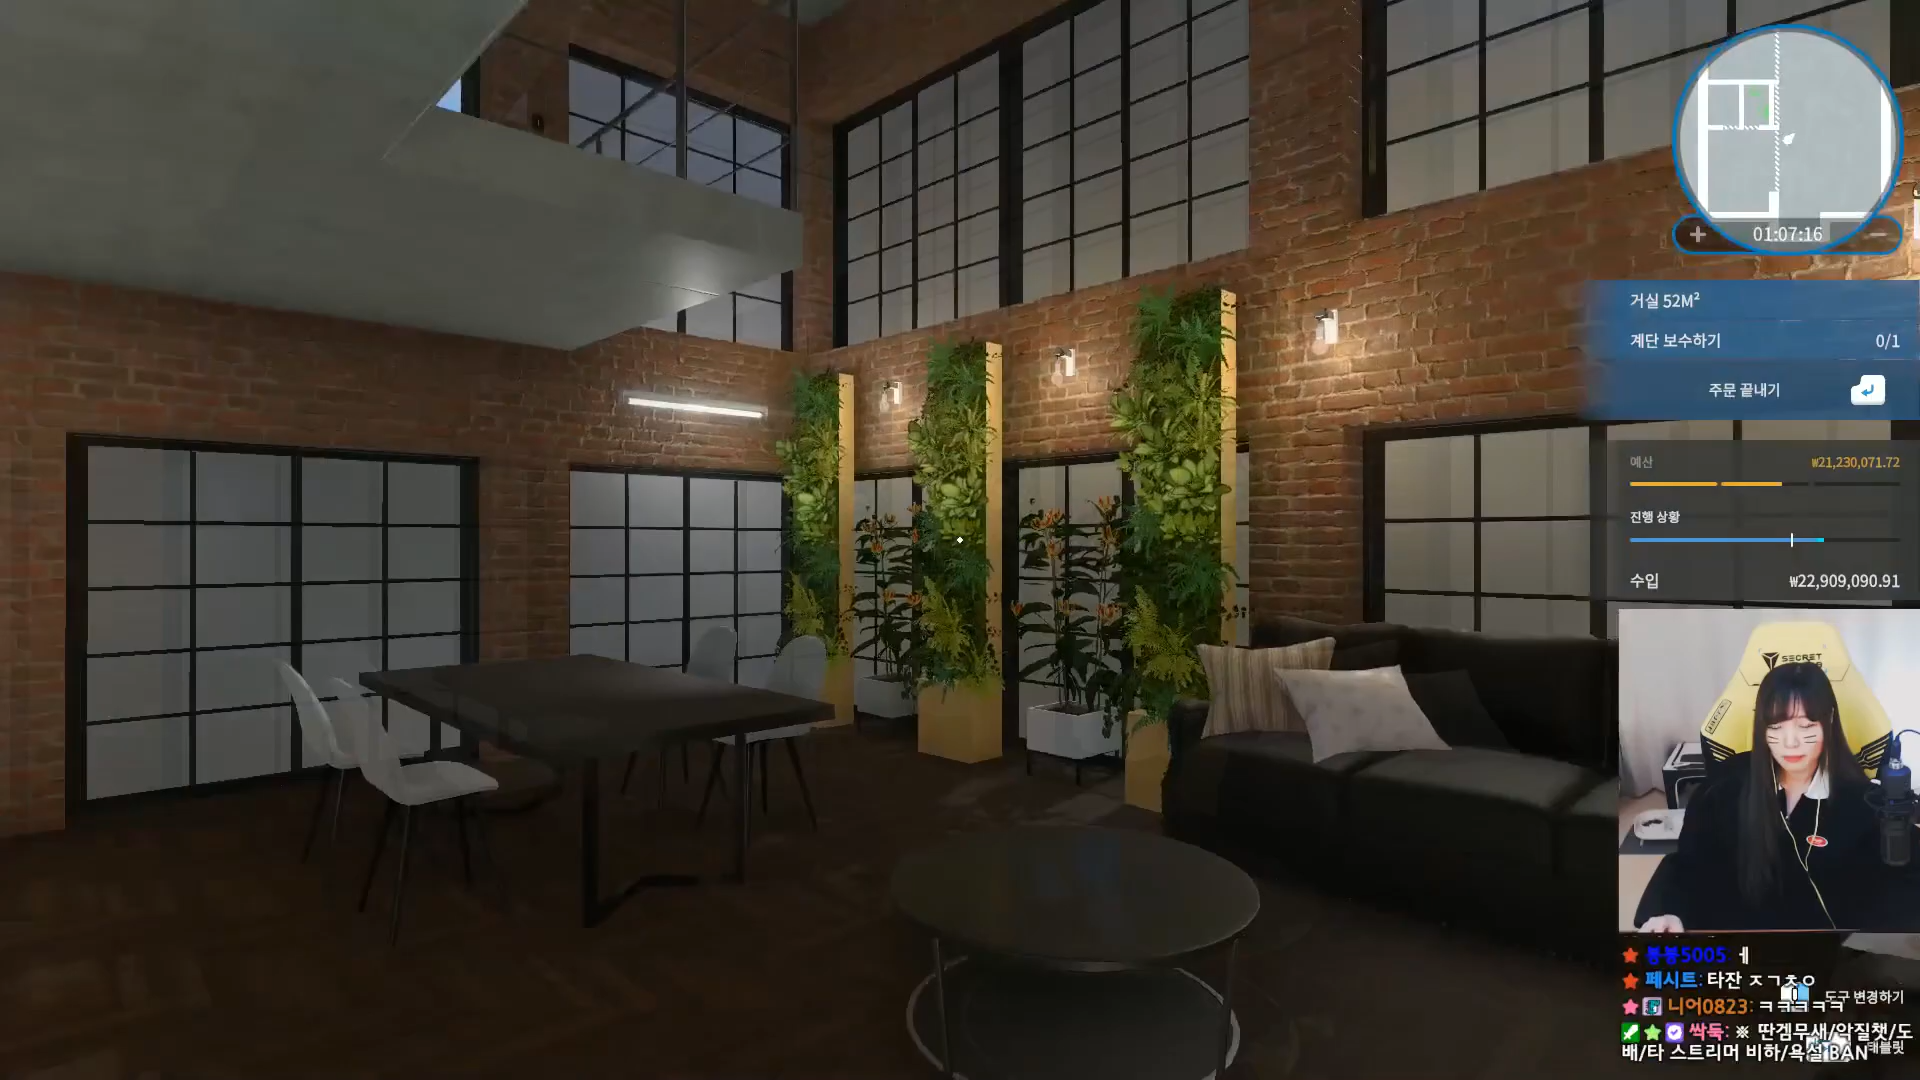 01:07:16
거실 52M²
계단 보수하기 0/1
주문 끝내기
예산 ₩21,230,071.72
진행 상황
수입 ₩22,909,090.91
SECRET
봉봉5005: ㅔ
페시트: 타잔 ㅈㄱㅊㅇ
도구 변경하기
니어0823: ㅋㅋㅋㅋㅋ
싹둑: ※ 딴겜무새/악질챗/도
배/타 스트리머 비하/욕설 BAN
태블릿